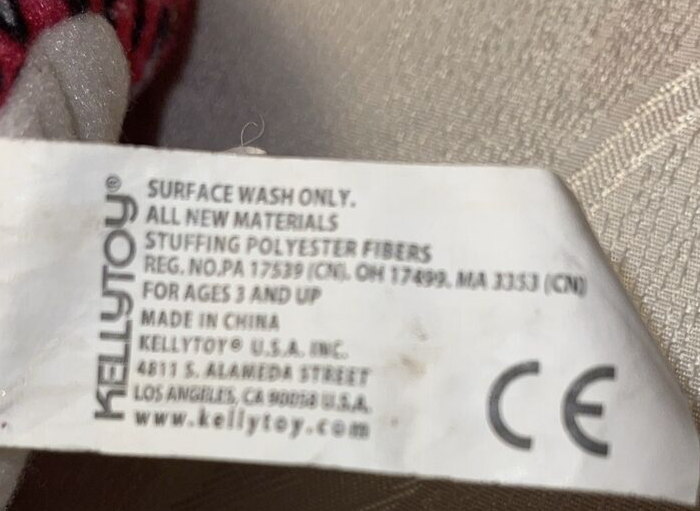 KELLYTOY®
SURFACE WASH ONLY.
ALL NEW MATERIALS
STUFFING POLYESTER FIBERS
REG. NO.PA 17539 (CN). OH 17499. MA 3353 (CN)
FOR AGES 3 AND UP
MADE IN CHINA
KELLYTOY® U.S.A. INC.
4811 S. ALAMEDA STREET
LOS ANGELES, CA 90058 U.S.A.
www.kellytoy.com
CE